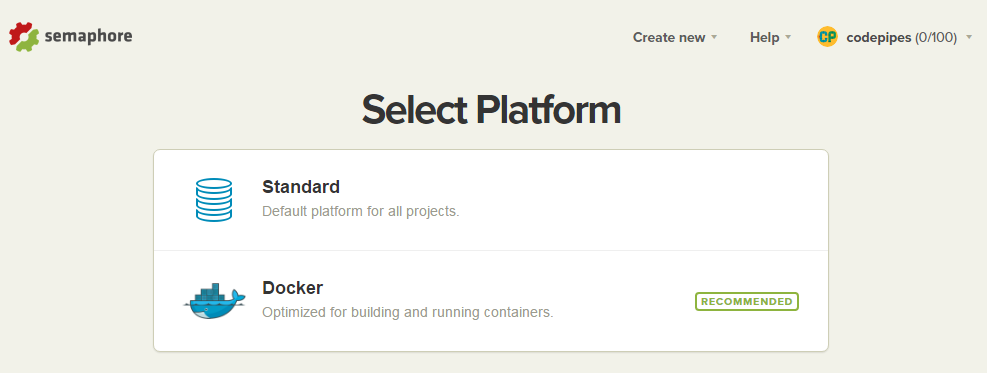 semaphore
Create new
Help
CP
codepipes (0/100)
Select Platform
Standard
Default platform for all projects.
Docker
Optimized for building and running containers.
RECOMMENDED